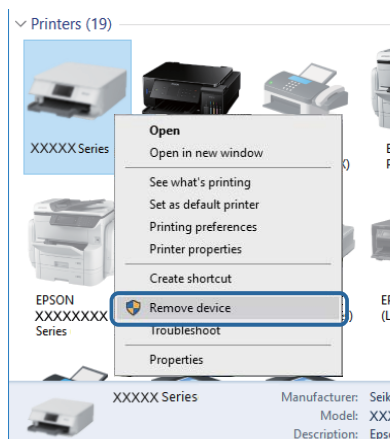 Printers (19)
XXXXX Series
Open
Open in new window
See what's printing
Set as default printer
Printing preferences
Printer properties
Create shortcut
Remove device
Troubleshoot
Properties
EPSON
XXXXXXXX
Series
XXXXX Series
Manufacturer:
Model:
Description: